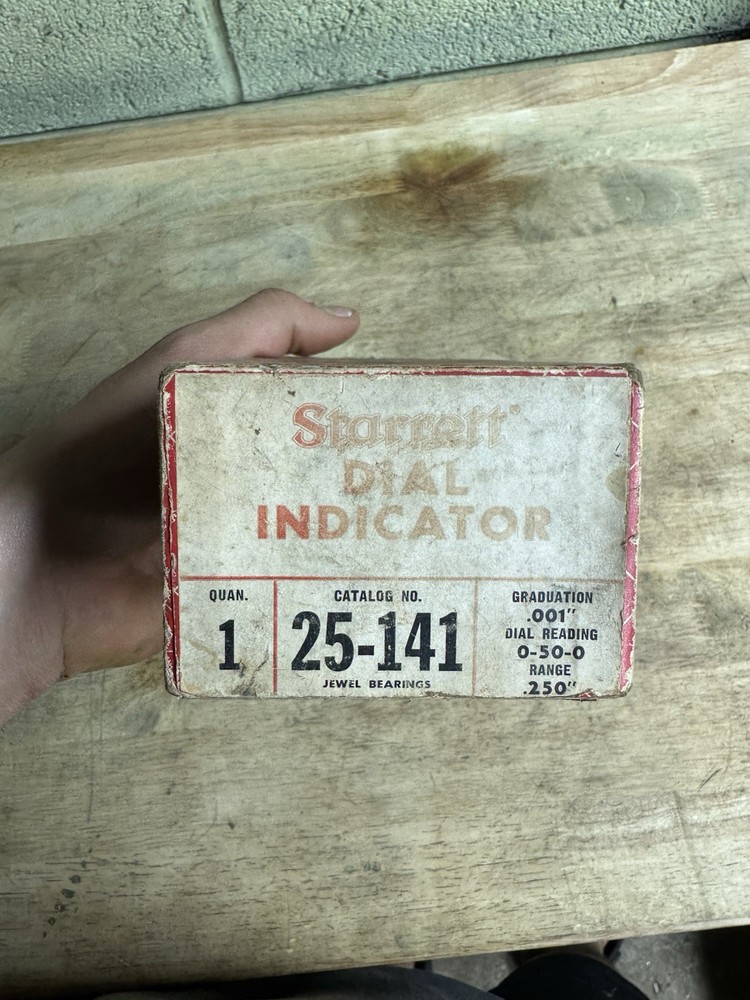 Starrett
DIAL
INDICATOR
QUAN.
1
CATALOG NO.
25-141
JEWEL BEARINGS
GRADUATION
.001"
DIAL READING
0-50-0
RANGE
.250"